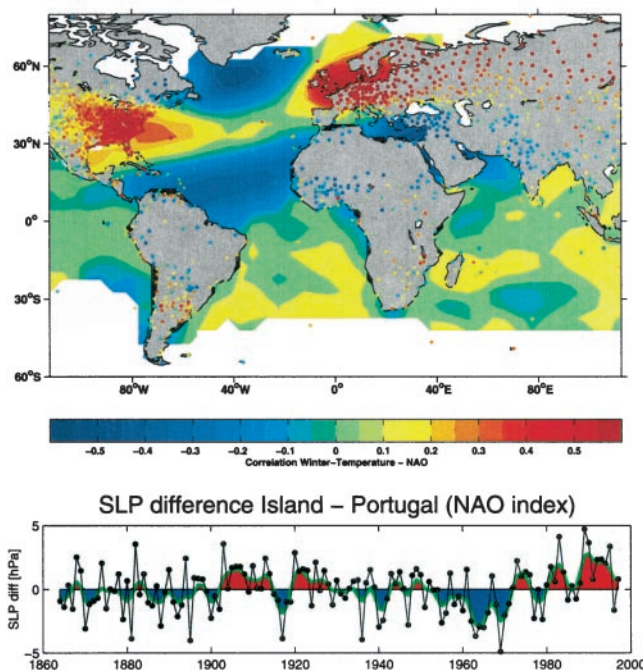 60°N
30°N
0°
30°S
60°S
80°W
40°W
0°
40°E
80°E
−0.5 −0.4 −0.3 −0.2 −0.1 0 0.1 0.2 0.3 0.4 0.5
Correlation Winter-Temperature - NAO
SLP difference Island – Portugal (NAO index)
SLP diff [hPa]
5
0
−5
1860 1880 1900 1920 1940 1960 1980 2000